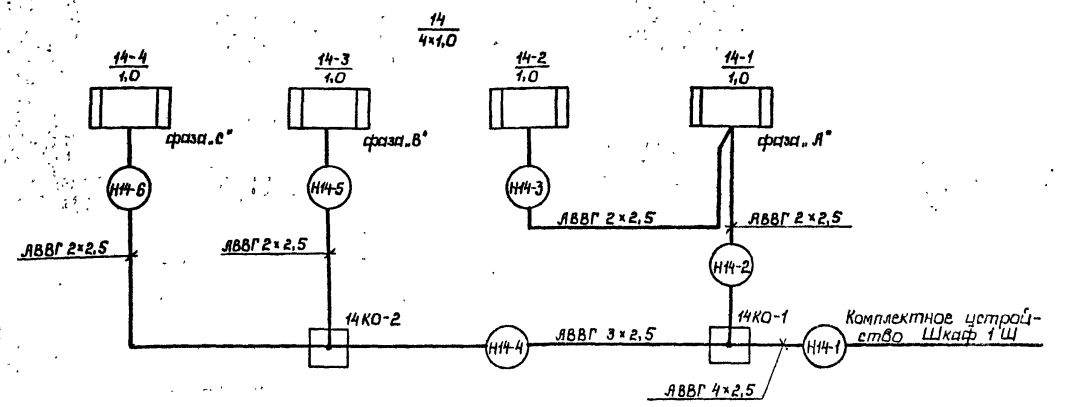 14
4×1,0
14-4
1,0
14-3
1,0
14-2
1,0
14-1
1,0
фаза „С"
фаза „В"
фаза „А"
Н14-6
Н14-5
Н14-3
АВВГ 2×2,5
АВВГ 2×2,5
АВВГ 2×2,5
АВВГ 2×2,5
Н14-2
14КО-2
14КО-1
Комплектное устрой-
ство Шкаф 1Ш
Н14-4
АВВГ 3×2,5
Н14-1
АВВГ 4×2,5